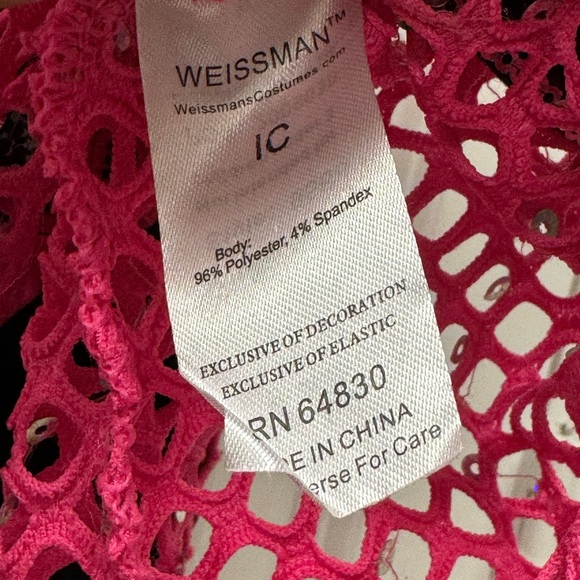 WEISSMAN™
WeissmansCostumes.com
IC
Body:
96% Polyester, 4% Spandex
EXCLUSIVE OF DECORATION
EXCLUSIVE OF ELASTIC
RN 64830
E IN CHINA
erse For Care